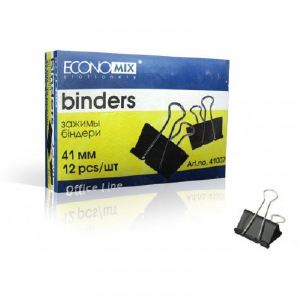 ECONOMIX
stationery
binders
зажимы
біндери
41 мм
12 pcs/шт
Art.no. 41007
Office Line